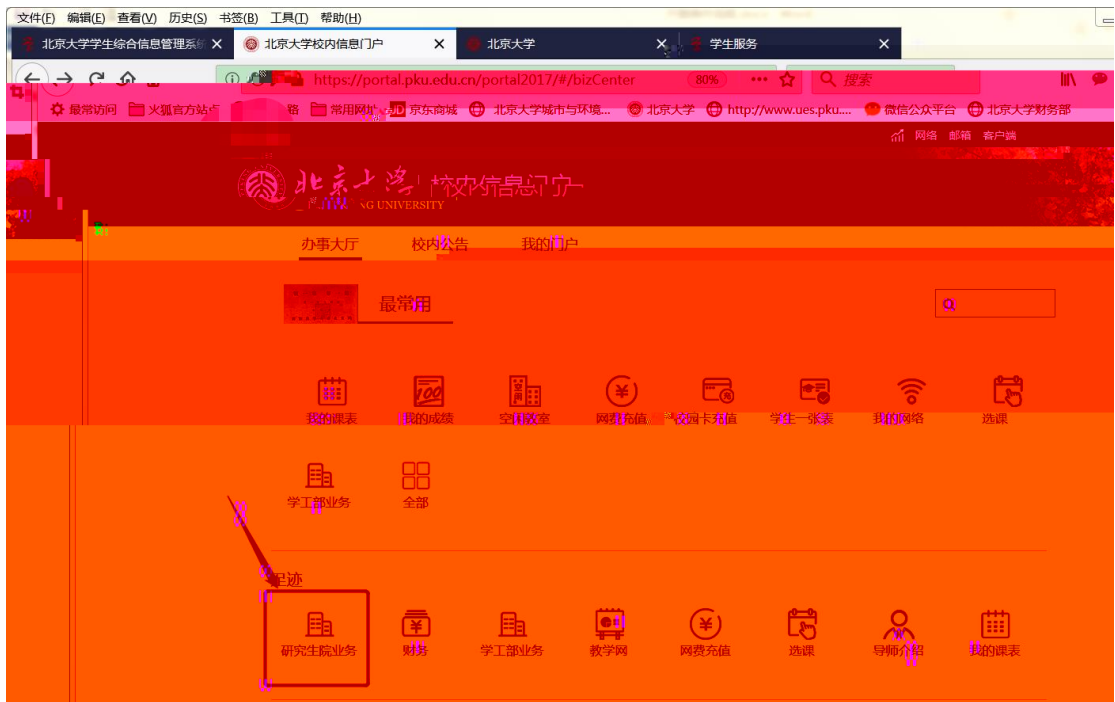 文件(F) 编辑(E) 查看(V) 历史(S) 书签(B) 工具(T) 帮助(H)
北京大学学生综合信息管理系统 北京大学校内信息门户 北京大学 学生服务
https://portal.pku.edu.cn/portal2017/#/bizCenter 80% 搜索
最常访问 火狐官方站点 常用网址 京东商城 北京大学城市与环境... 北京大学 http://www.ues.pku.... 微信公众平台 北京大学财务部
网络 邮箱 客户端
北京大学 校内信息门户
UNIVERSITY
办事大厅 校内公告 我的门户
最常用
我的课表 我的成绩 空闲教室 网费充值 校园卡充值 学生一张表 我的网络 选课
学工部业务 全部
足迹
研究生院业务 财务 学工部业务 教学网 网费充值 选课 导师介绍 我的课表